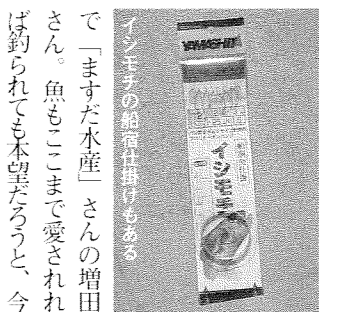 イシモチの船宿仕掛けもある
YAMASHITA
イシモチ
で「ますだ水産」さんの増田
さん。魚もここまで愛されれ
ば釣られても本望だろうと、今